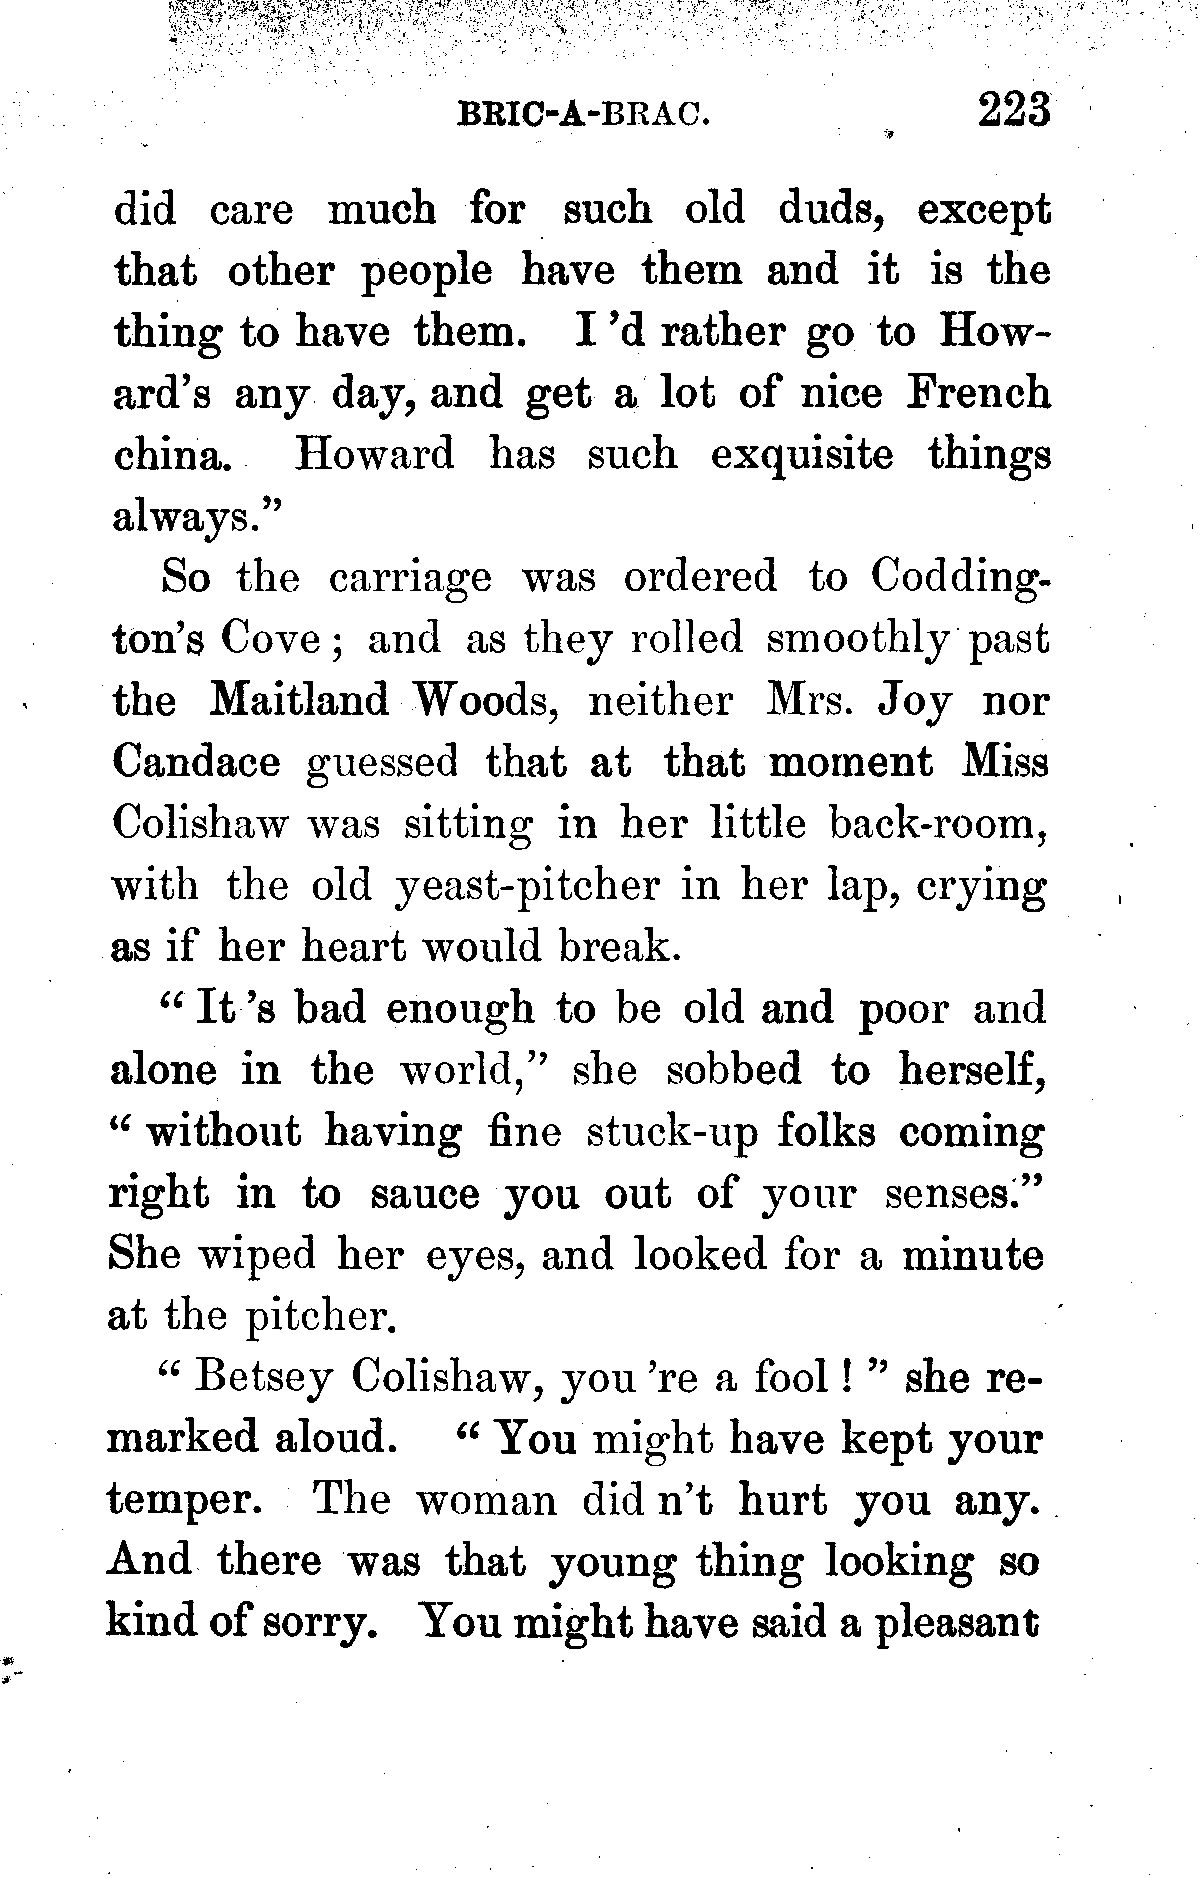 BRIC-A-BRAC. 223
did care much for such old duds, except
that other people have them and it is the
thing to have them. I 'd rather go to How-
ard's any day, and get a lot of nice French
china. Howard has such exquisite things
always."
So the carriage was ordered to Codding-
ton's Cove; and as they rolled smoothly past
the Maitland Woods, neither Mrs. Joy nor
Candace guessed that at that moment Miss
Colishaw was sitting in her little back-room,
with the old yeast-pitcher in her lap, crying
as if her heart would break.
"It 's bad enough to be old and poor and
alone in the world," she sobbed to herself,
"without having fine stuck-up folks coming
right in to sauce you out of your senses."
She wiped her eyes, and looked for a minute
at the pitcher.
"Betsey Colishaw, you 're a fool!" she re-
marked aloud. "You might have kept your
temper. The woman did n't hurt you any.
And there was that young thing looking so
kind of sorry. You might have said a pleasant